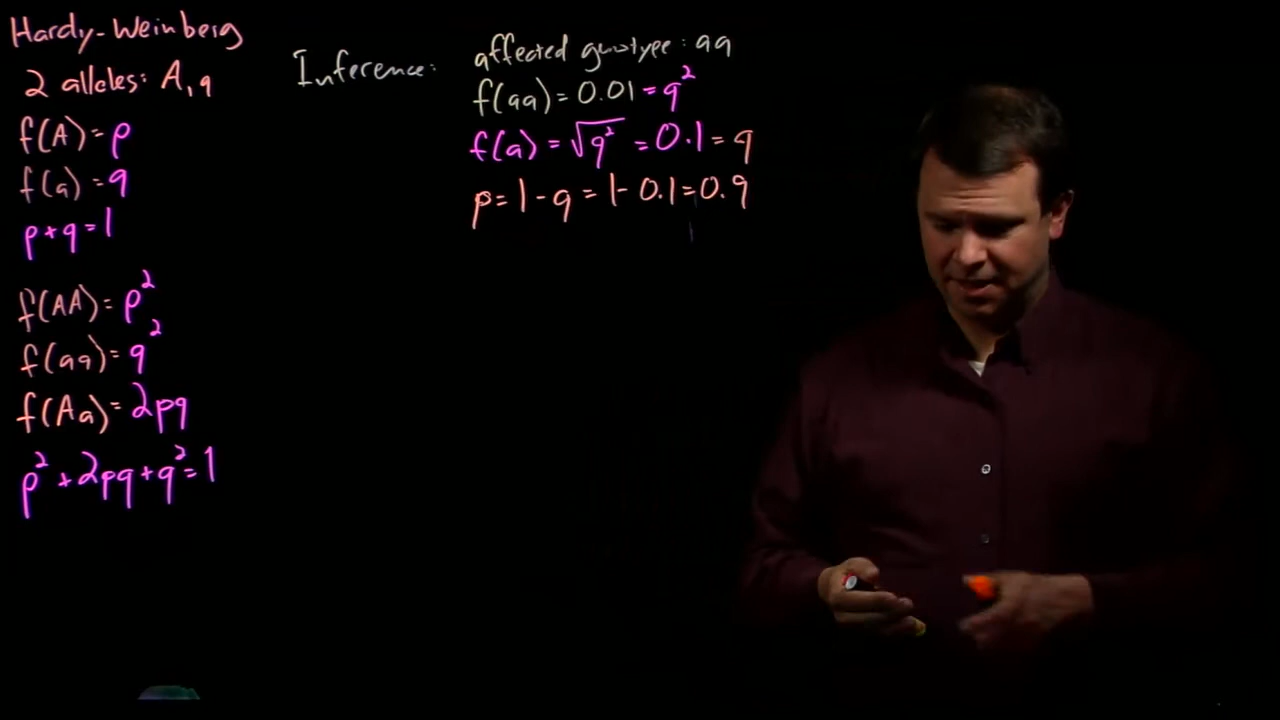 Hardy-Weinberg
2 alleles: A, a
f(A) = p
f(a) = q
p+q=1
f(AA) = p²
f(aa) = q²
f(Aa) = 2pq
p² + 2pq + q² = 1
Inference:
affected genotype: aa
f(aa) = 0.01 = q²
f(a) = √q² = 0.1 = q
p = 1 - q = 1 - 0.1 = 0.9